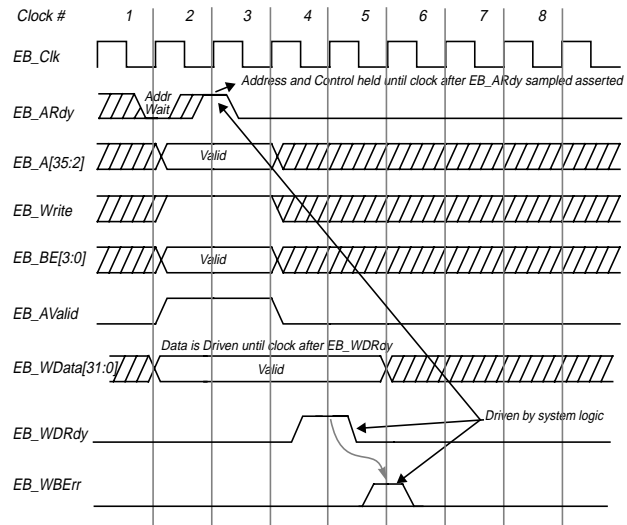 Clock # 1 2 3 4 5 6 7 8
EB_Clk
Address and Control held until clock after EB_ARdy sampled asserted
Addr
Wait
EB_ARdy
EB_A[35:2] Valid
EB_Write
EB_BE[3:0] Valid
EB_AValid
Data is Driven until clock after EB_WDRdy
EB_WData[31:0] Valid
Driven by system logic
EB_WDRdy
EB_WBErr